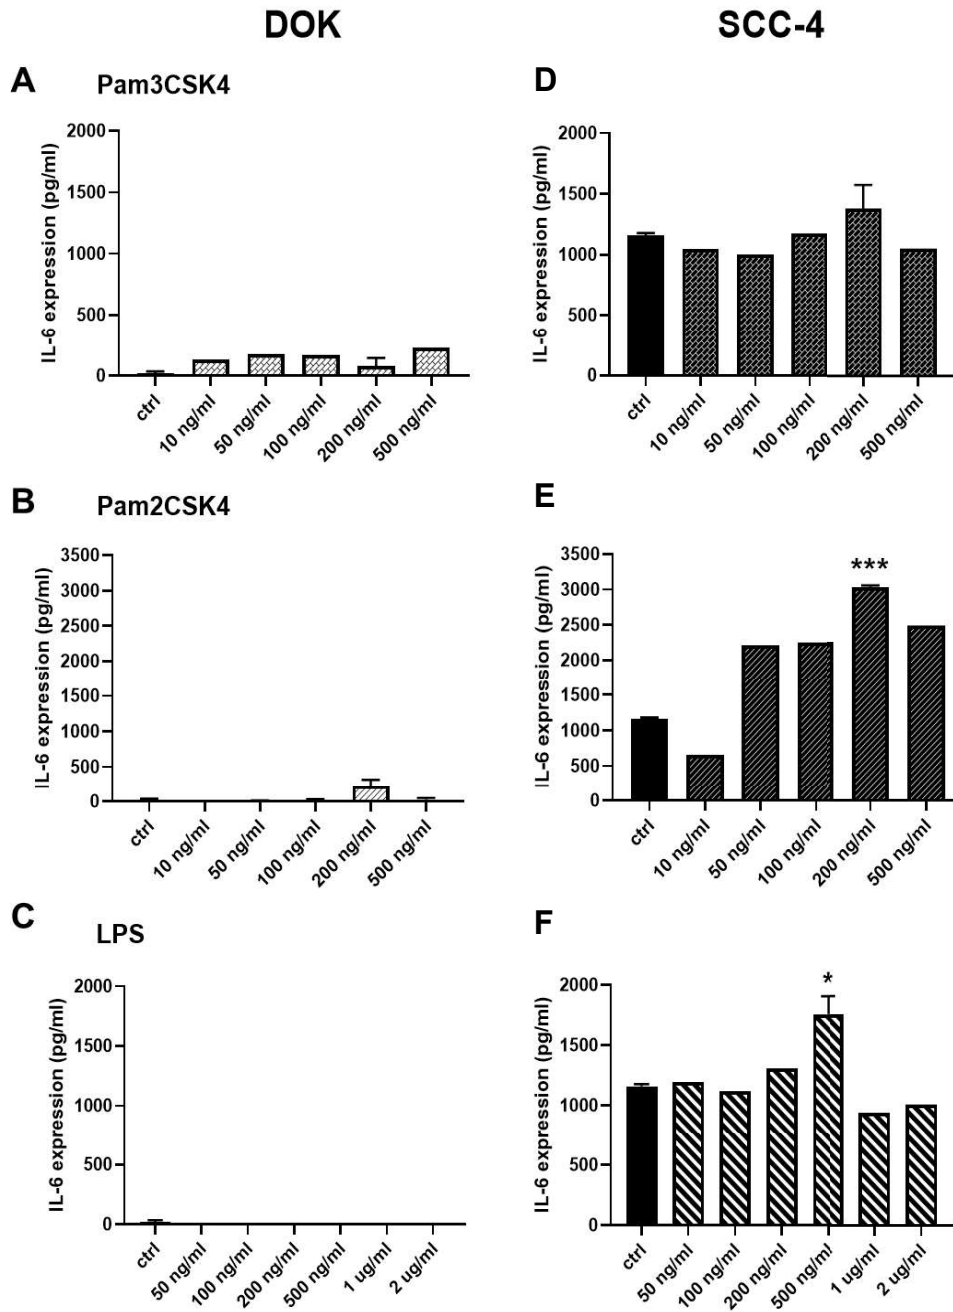 DOK
SCC-4
A
Pam3CSK4
IL-6 expression (pg/ml)
2000
1500
1000
500
0
ctrl
10 ng/ml
50 ng/ml
100 ng/ml
200 ng/ml
500 ng/ml
D
IL-6 expression (pg/ml)
2000
1500
1000
500
0
ctrl
10 ng/ml
50 ng/ml
100 ng/ml
200 ng/ml
500 ng/ml
B
Pam2CSK4
IL-6 expression (pg/ml)
3500
3000
2500
2000
1500
1000
500
0
ctrl
10 ng/ml
50 ng/ml
100 ng/ml
200 ng/ml
500 ng/ml
E
IL-6 expression (pg/ml)
3500
3000
2500
2000
1500
1000
500
0
***
ctrl
10 ng/ml
50 ng/ml
100 ng/ml
200 ng/ml
500 ng/ml
C
LPS
IL-6 expression (pg/ml)
2000
1500
1000
500
0
ctrl
50 ng/ml
100 ng/ml
200 ng/ml
500 ng/ml
1 ug/ml
2 ug/ml
F
IL-6 expression (pg/ml)
2000
1500
1000
500
0
*
ctrl
50 ng/ml
100 ng/ml
200 ng/ml
500 ng/ml
1 ug/ml
2 ug/ml